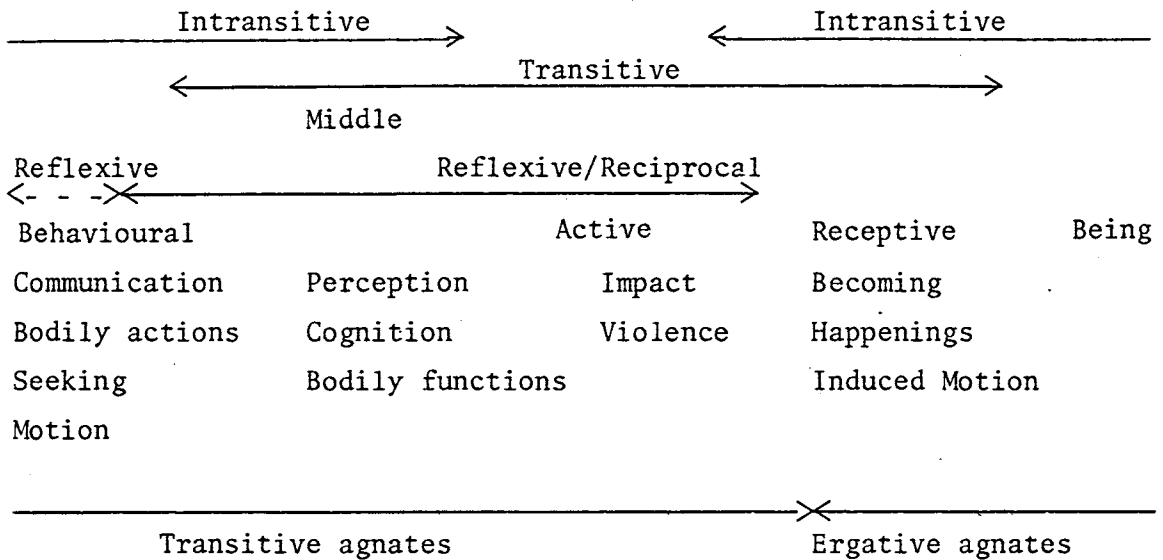 Intransitive Intransitive
Transitive
Middle
Reflexive Reflexive/Reciprocal
Behavioural Active Receptive Being
Communication Perception Impact Becoming
Bodily actions Cognition Violence Happenings
Seeking Bodily functions Induced Motion
Motion
Transitive agnates Ergative agnates